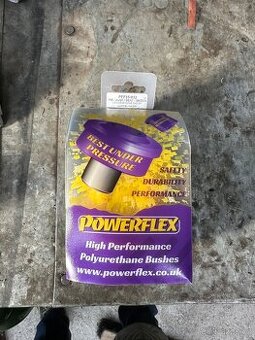 BEST UNDER
PRESSURE
SAFETY
DURABILITY
PERFORMANCE
POWERFLEX
High Performance
Polyurethane Bushes
www.powerflex.co.uk